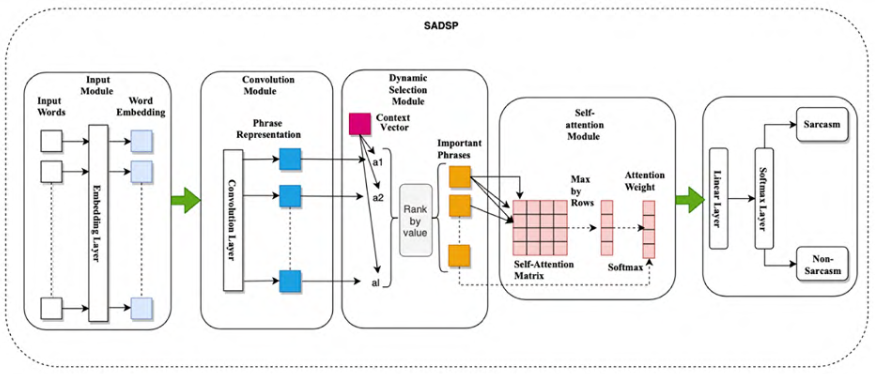 SADSP
Input
Module
Input
Words
Word
Embedding
Embedding Layer
Convolution
Module
Phrase
Representation
Convolution Layer
Dynamic
Selection
Module
Context
Vector
a1
a2
al
Rank
by
value
Important
Phrases
Self-
attention
Module
Max
by
Rows
Attention
Weight
Self-Attention
Matrix
Softmax
Linear Layer
Softmax Layer
Sarcasm
Non-
Sarcasm